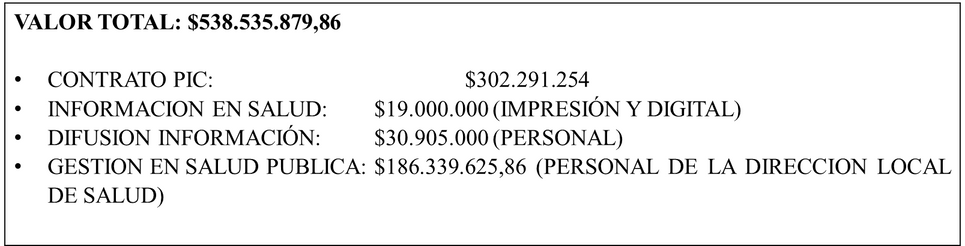 VALOR TOTAL: $538.535.879,86
• CONTRATO PIC: $302.291.254
• INFORMACION EN SALUD: $19.000.000 (IMPRESIÓN Y DIGITAL)
• DIFUSION INFORMACIÓN: $30.905.000 (PERSONAL)
• GESTION EN SALUD PUBLICA: $186.339.625,86 (PERSONAL DE LA DIRECCION LOCAL
DE SALUD)